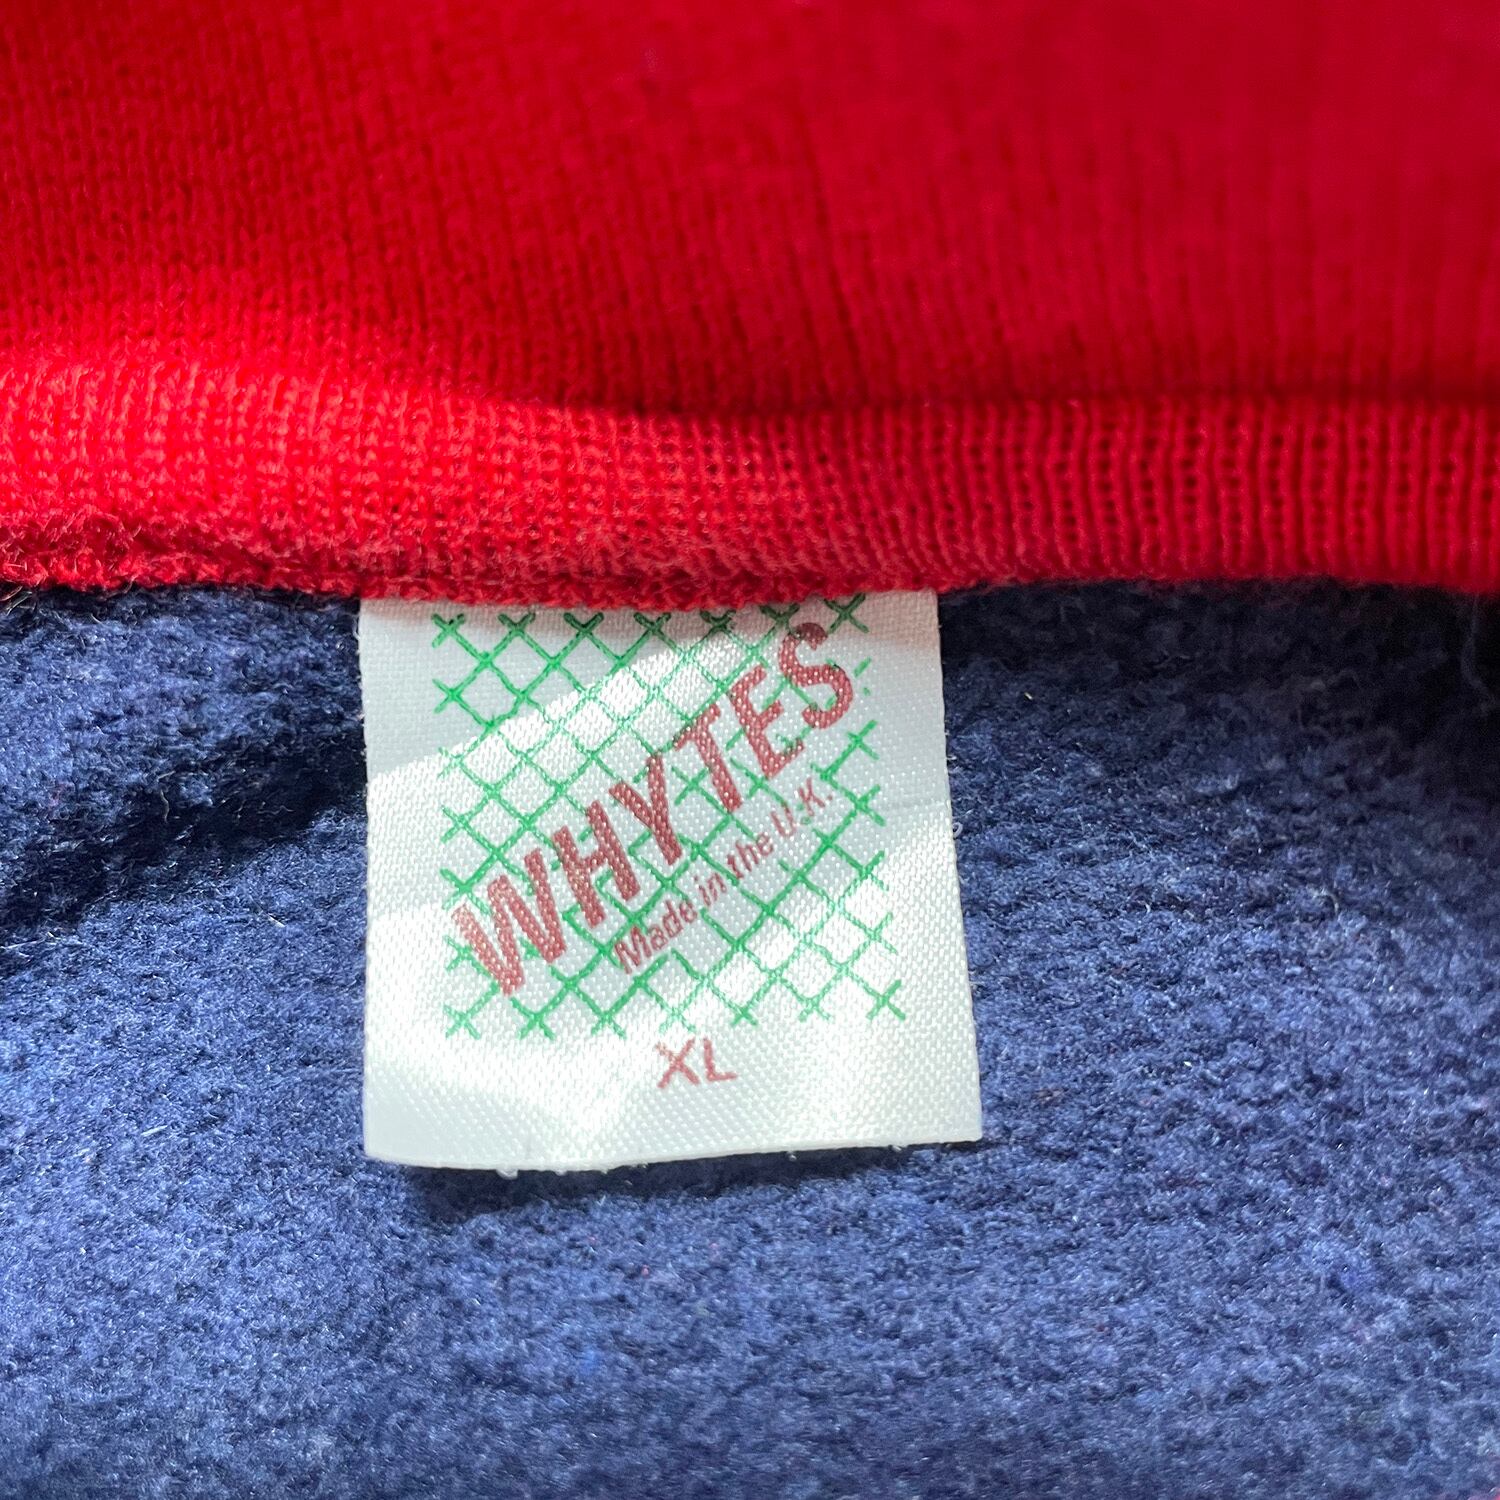 WHYTES
Made in the U.K.
XL